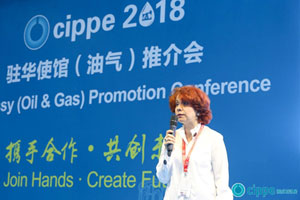 cippe 2018
驻华使馆（油气）推介会
sy (Oil & Gas) Promotion Conference
携手合作·共创
Join Hands · Create Fu
cippe